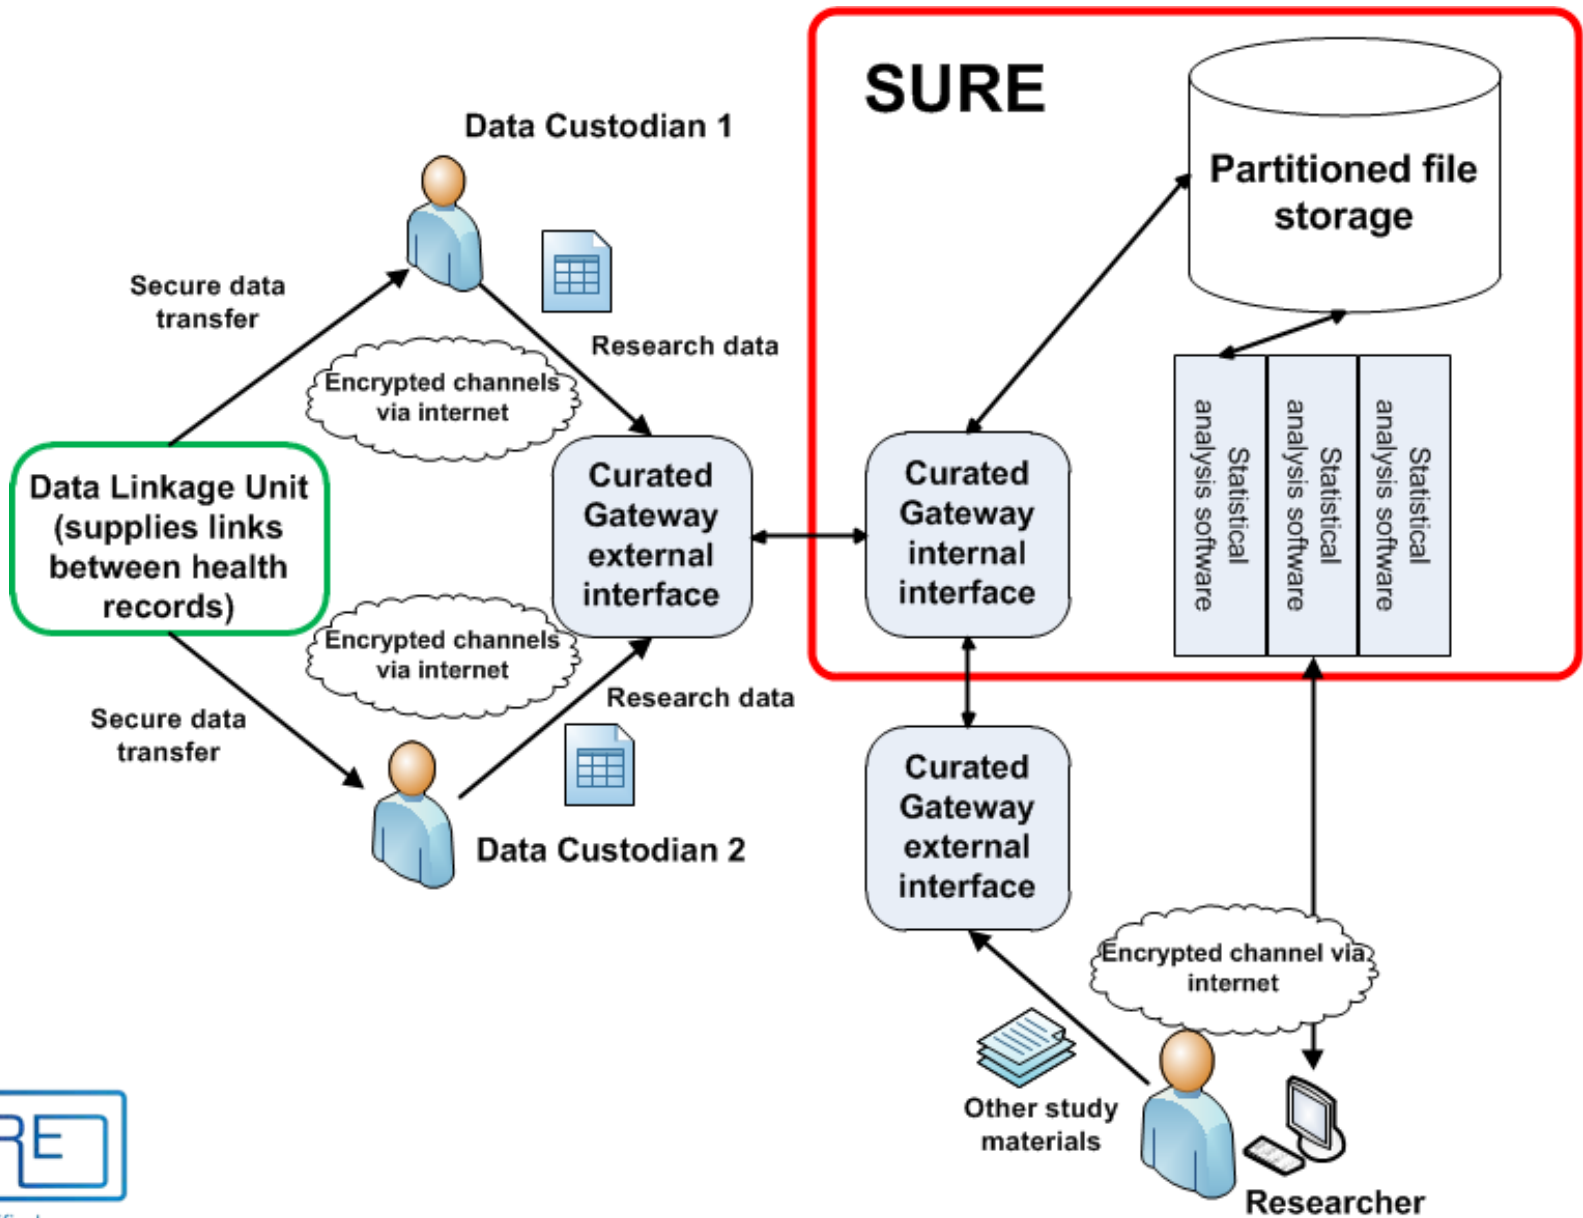 SURE
Data Custodian 1
Partitioned file
storage
Secure data
transfer
Research data
Encrypted channels
via internet
Data Linkage Unit
(supplies links
between health
records)
Curated
Gateway
external
interface
Curated
Gateway
internal
interface
Statistical
analysis software
Statistical
analysis software
Statistical
analysis software
Encrypted channels
via internet
Research data
Secure data
transfer
Data Custodian 2
Curated
Gateway
external
interface
Encrypted channel via
internet
Other study
materials
Researcher
RE